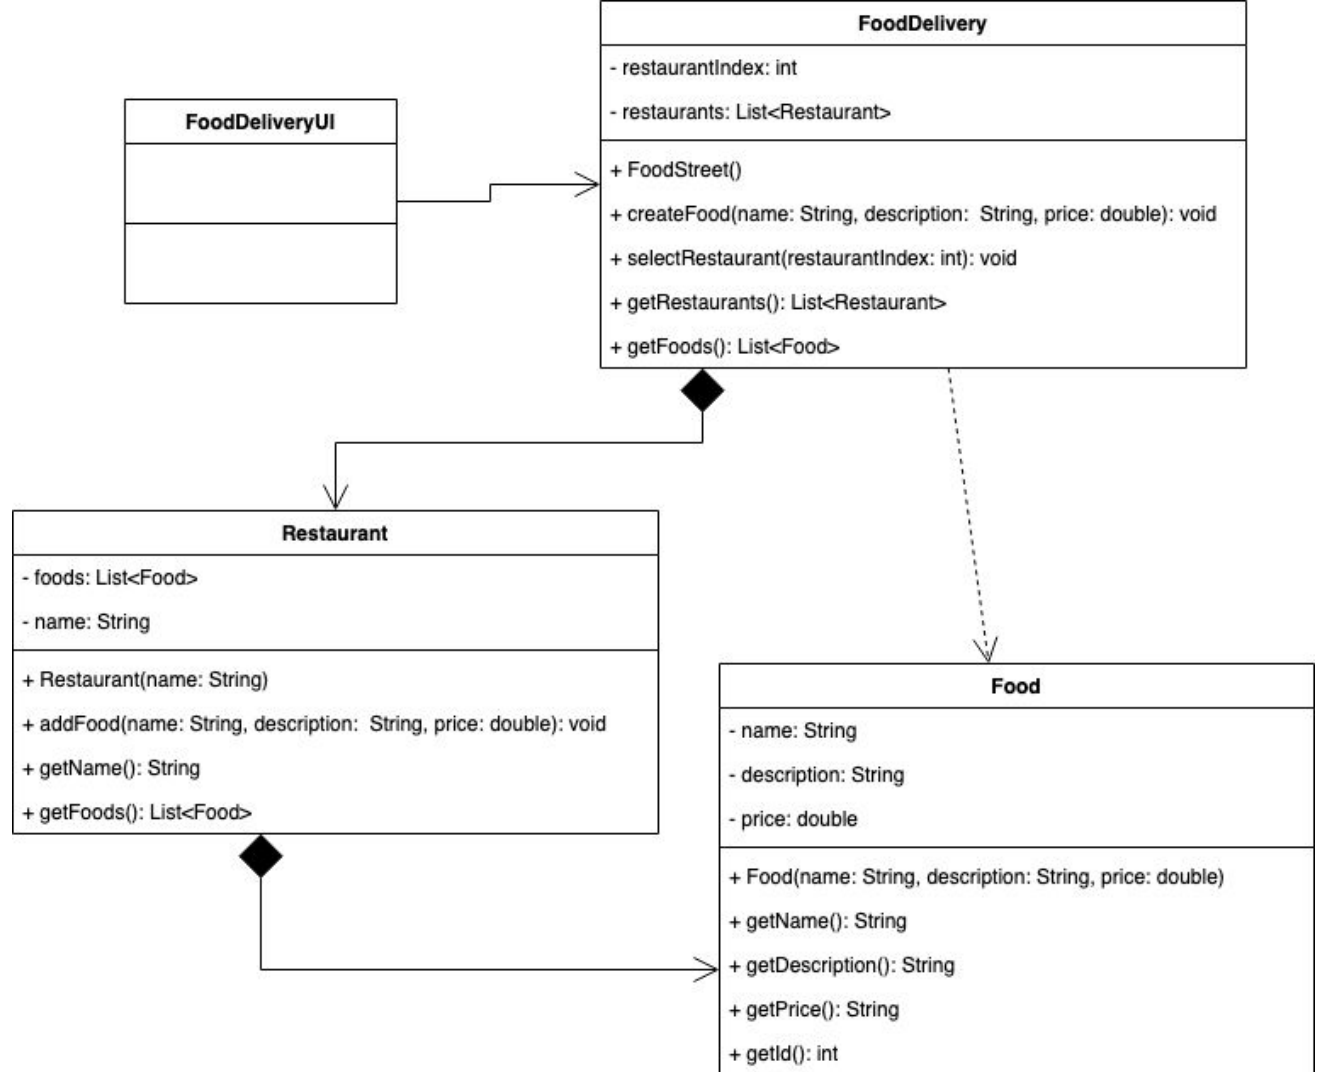 FoodDelivery
- restaurantIndex: int
- restaurants: List<Restaurant>
+ FoodStreet()
+ createFood(name: String, description:  String, price: double): void
+ selectRestaurant(restaurantIndex: int): void
+ getRestaurants(): List<Restaurant>
+ getFoods(): List<Food>
FoodDeliveryUI
Restaurant
- foods: List<Food>
- name: String
+ Restaurant(name: String)
+ addFood(name: String, description:  String, price: double): void
+ getName(): String
+ getFoods(): List<Food>
Food
- name: String
- description: String
- price: double
+ Food(name: String, description: String, price: double)
+ getName(): String
+ getDescription(): String
+ getPrice(): String
+ getId(): int